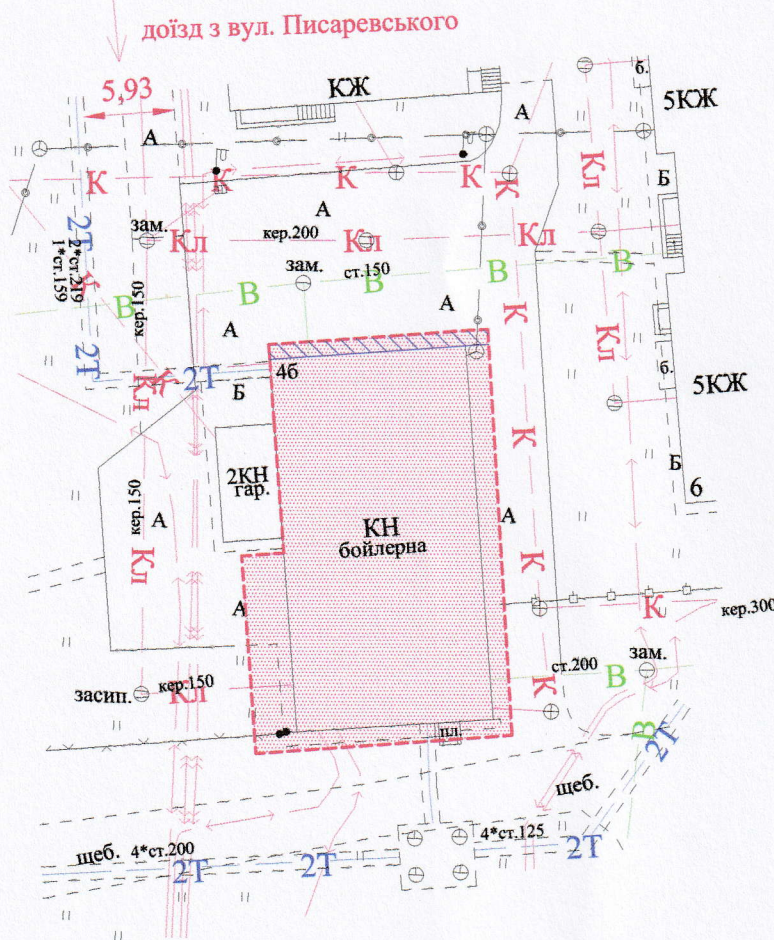 доїзд з вул. Писаревського
5,93
КЖ
б.
5КЖ
А
А
К
К
К
К
К
Кл
Б
А
зам.
Кл
кер.200
Кл
Кл
2Т
2*ст.219
1*ст.159
К
зам.
ст.150
В
В
В
В
В
кер.150
А
А
К
Кл
2Т
46
2Т
Кл
К
Б
б.
5КЖ
2КН
гар.
К
Б
6
кер.150
А
КН
бойлерна
А
Кл
К
А
К
кер.300
засип.
Кл
кер.150
ст.200
К
В
зам.
пл.
В
2Т
щеб.
щеб.
4*ст.200
2Т
2Т
4*ст.125
2Т